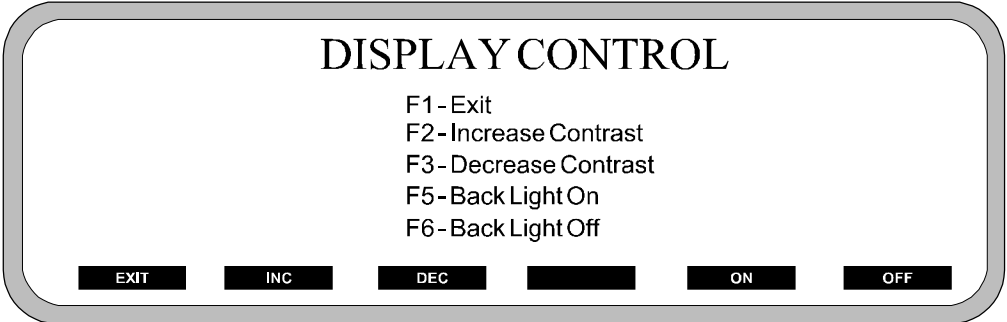 DISPLAY CONTROL
F1 - Exit
F2 - Increase Contrast
F3 - Decrease Contrast
F5 - Back Light On
F6 - Back Light Off
EXIT INC DEC ON OFF